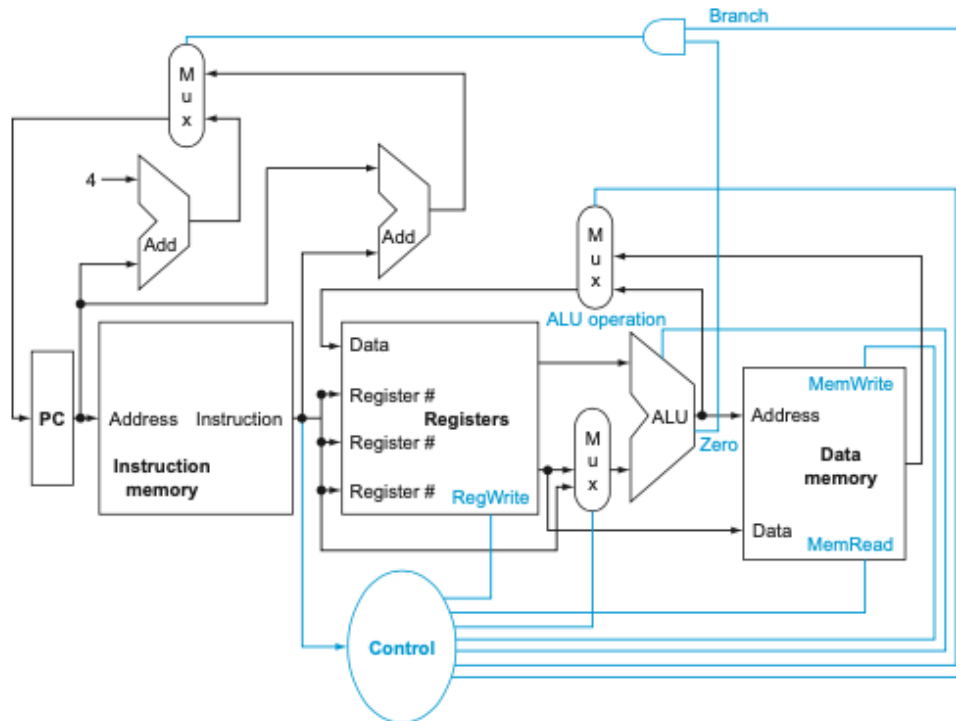 Branch
M
u
x
4
Add
Add
M
u
x
ALU operation
Data
Register #
Registers
Register #
Register #
RegWrite
PC
Address
Instruction
Instruction
memory
M
u
x
ALU
Zero
MemWrite
Address
Data
memory
Data
MemRead
Control